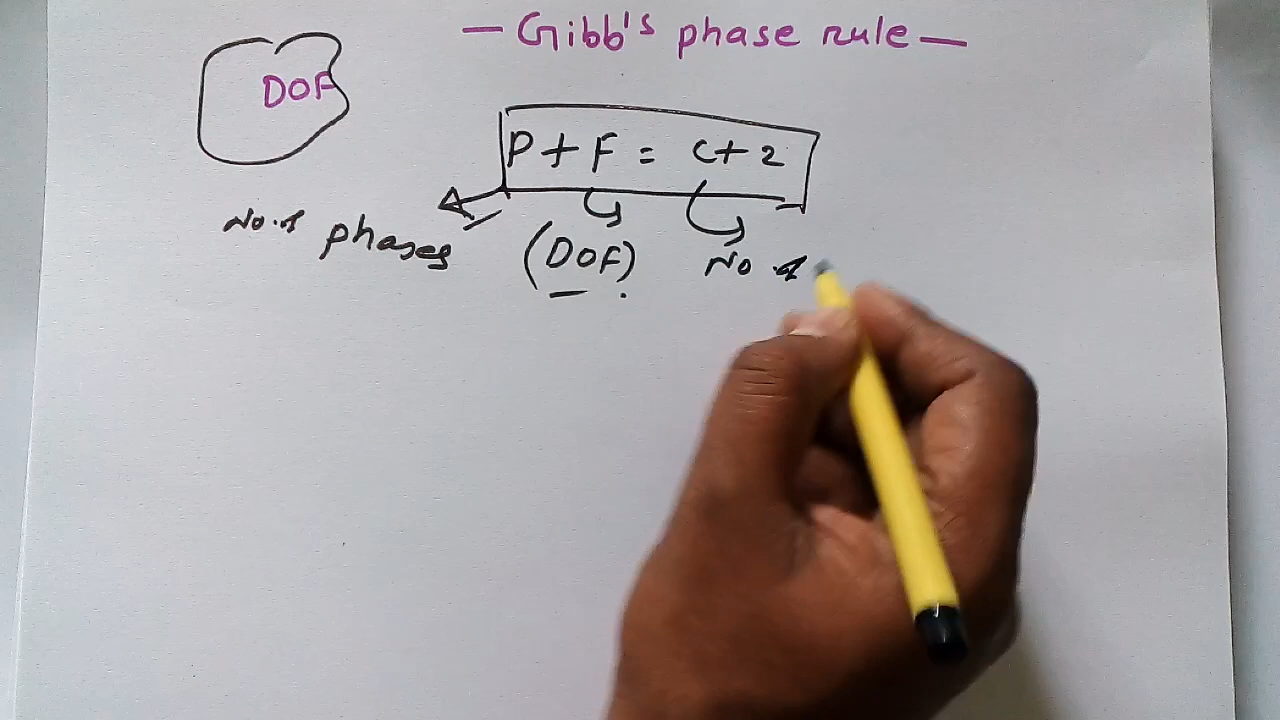 — Gibb's phase rule —
DOF
P + F = C + 2
No. of phases
(DOF)
No of